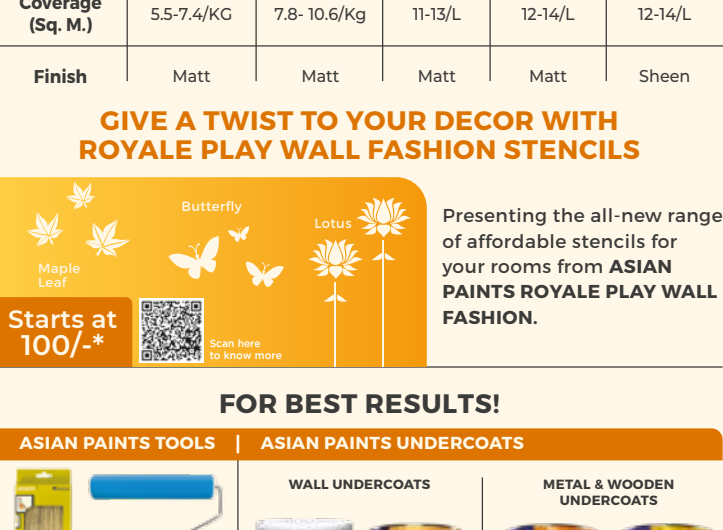 Coverage
(Sq. M.)
5.5-7.4/KG
7.8- 10.6/Kg
11-13/L
12-14/L
12-14/L
Finish
Matt
Matt
Matt
Matt
Sheen
GIVE A TWIST TO YOUR DECOR WITH
ROYALE PLAY WALL FASHION STENCILS
Maple
Leaf
Butterfly
Lotus
Starts at
100/-*
Scan here
to know more
Presenting the all-new range
of affordable stencils for
your rooms from ASIAN
PAINTS ROYALE PLAY WALL
FASHION.
FOR BEST RESULTS!
ASIAN PAINTS TOOLS | ASIAN PAINTS UNDERCOATS
WALL UNDERCOATS
METAL & WOODEN
UNDERCOATS